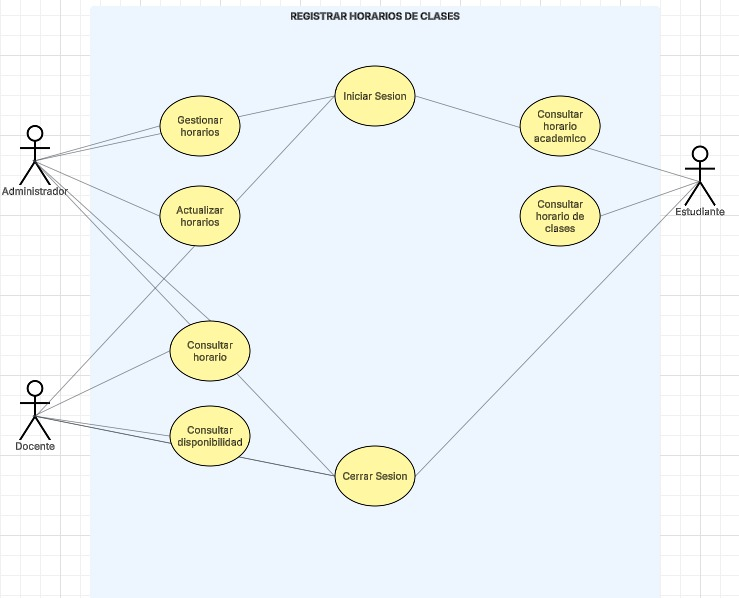 REGISTRAR HORARIOS DE CLASES
Iniciar Sesion
Gestionar
horarios
Consultar
horario
academico
Administrador
Actualizar
horarios
Consultar
horario de
clases
Estudiante
Consultar
horario
Docente
Consultar
disponibilidad
Cerrar Sesion